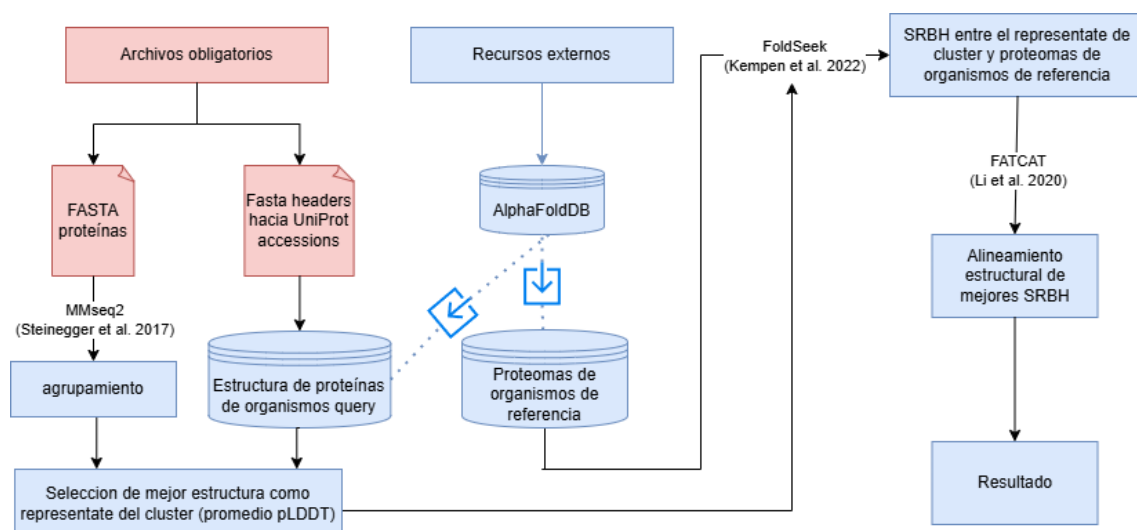 Archivos obligatorios
Recursos externos
FoldSeek
(Kempen et al. 2022)
SRBH entre el represetate de
cluster y proteomas de
organismos de referencia
FASTA
proteínas
Fasta headers
hacia UniProt
accessions
AlphaFoldDB
FATCAT
(Li et al. 2020)
Alineamiento
estructural de
mejores SRBH
MMseq2
(Steinegger et al. 2017)
agrupamiento
Estructura de proteínas
de organismos query
Proteomas de
organismos de
referencia
Seleccion de mejor estructura como
represetate del cluster (promedio pLDDT)
Resultado